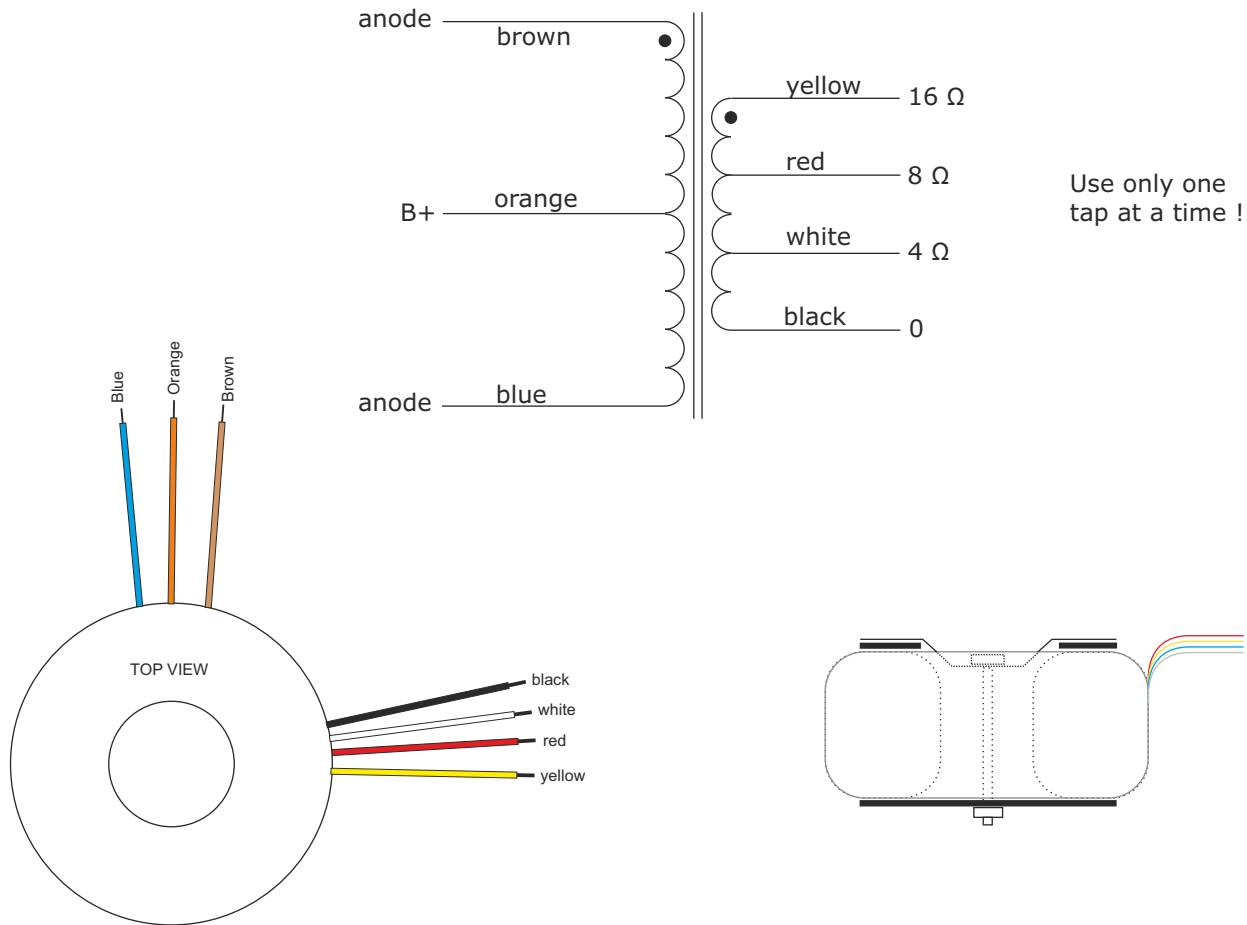 anode
brown
yellow
16 Ω
red
8 Ω
Use only one
tap at a time !
B+
orange
white
4 Ω
black
0
anode
blue
Blue
Orange
Brown
TOP VIEW
black
white
red
yellow